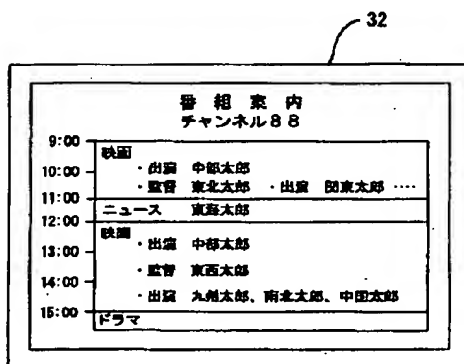 32
番組案内
チャンネル88
9:00
映画
10:00
・出演 中部太郎
・監督 東北太郎 ・出演 関東太郎 ‥‥
11:00
ニュース 東海太郎
12:00
映画
・出演 中部太郎
13:00
・監督 東西太郎
14:00
・出演 九州太郎、南北太郎、中国太郎
15:00
ドラマ